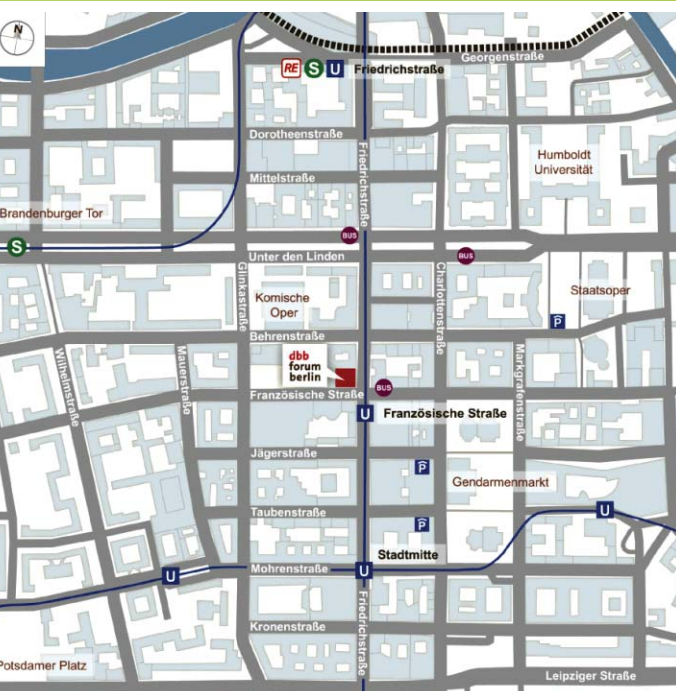 N
Georgenstraße
RE S U Friedrichstraße
Dorotheenstraße
Friedrichstraße
Humboldt
Universität
Mittelstraße
Brandenburger Tor
BUS
S
Unter den Linden
BUS
Glinkastraße
Charlottenstraße
Komische
Oper
Staatsoper
P
Behrenstraße
dbb
forum
berlin
Wilhelmstraße
Mauerstraße
Markgrafenstraße
BUS
Französische Straße
U Französische Straße
Jägerstraße
P
Gendarmenmarkt
Taubenstraße
P
U
Stadtmitte
U
Mohrenstraße
U
Friedrichstraße
Kronenstraße
Potsdamer Platz
Leipziger Straße